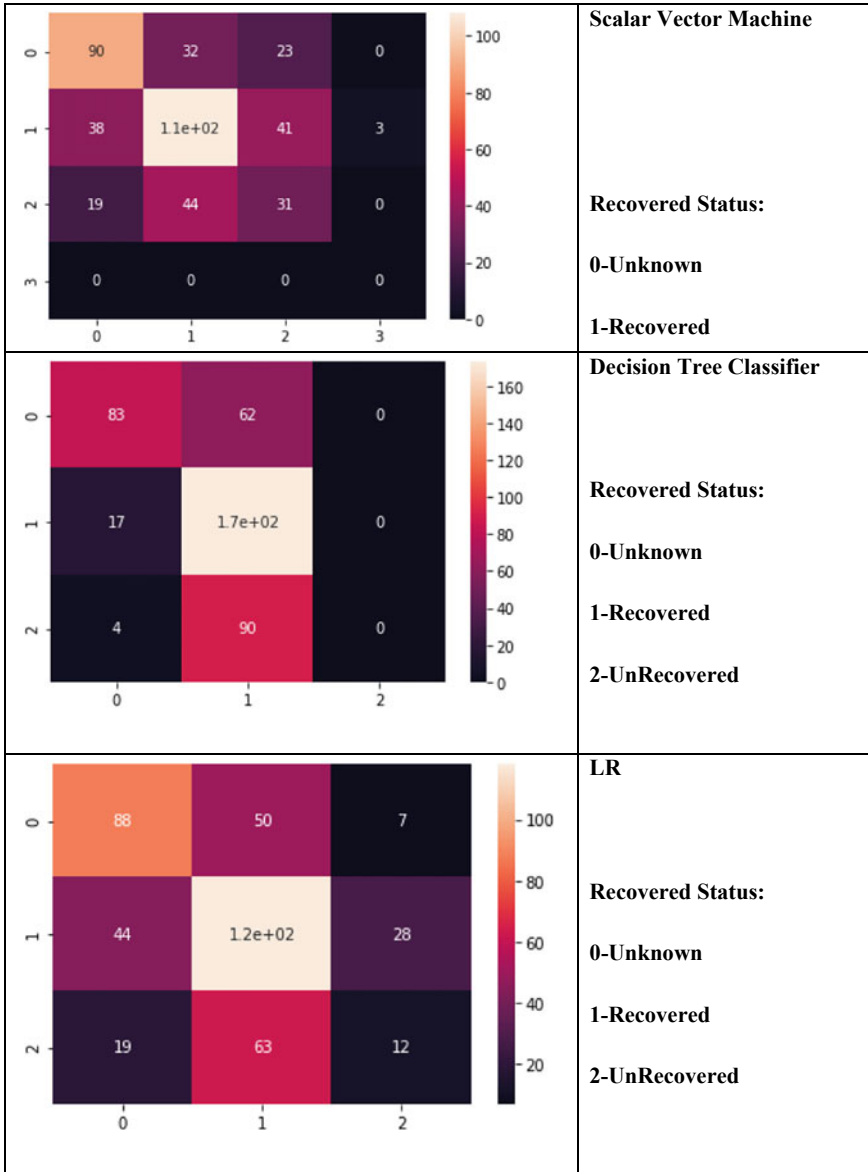 Scalar Vector Machine
Recovered Status:
0-Unknown
1-Recovered
0 90 32 23 0
1 38 1.1e+02 41 3
2 19 44 31 0
3 0 0 0 0
0 1 2 3
100
80
60
40
20
0
Decision Tree Classifier
Recovered Status:
0-Unknown
1-Recovered
2-UnRecovered
0 83 62 0
1 17 1.7e+02 0
2 4 90 0
0 1 2
160
140
120
100
80
60
40
20
0
LR
Recovered Status:
0-Unknown
1-Recovered
2-UnRecovered
0 88 50 7
1 44 1.2e+02 28
2 19 63 12
0 1 2
100
80
60
40
20